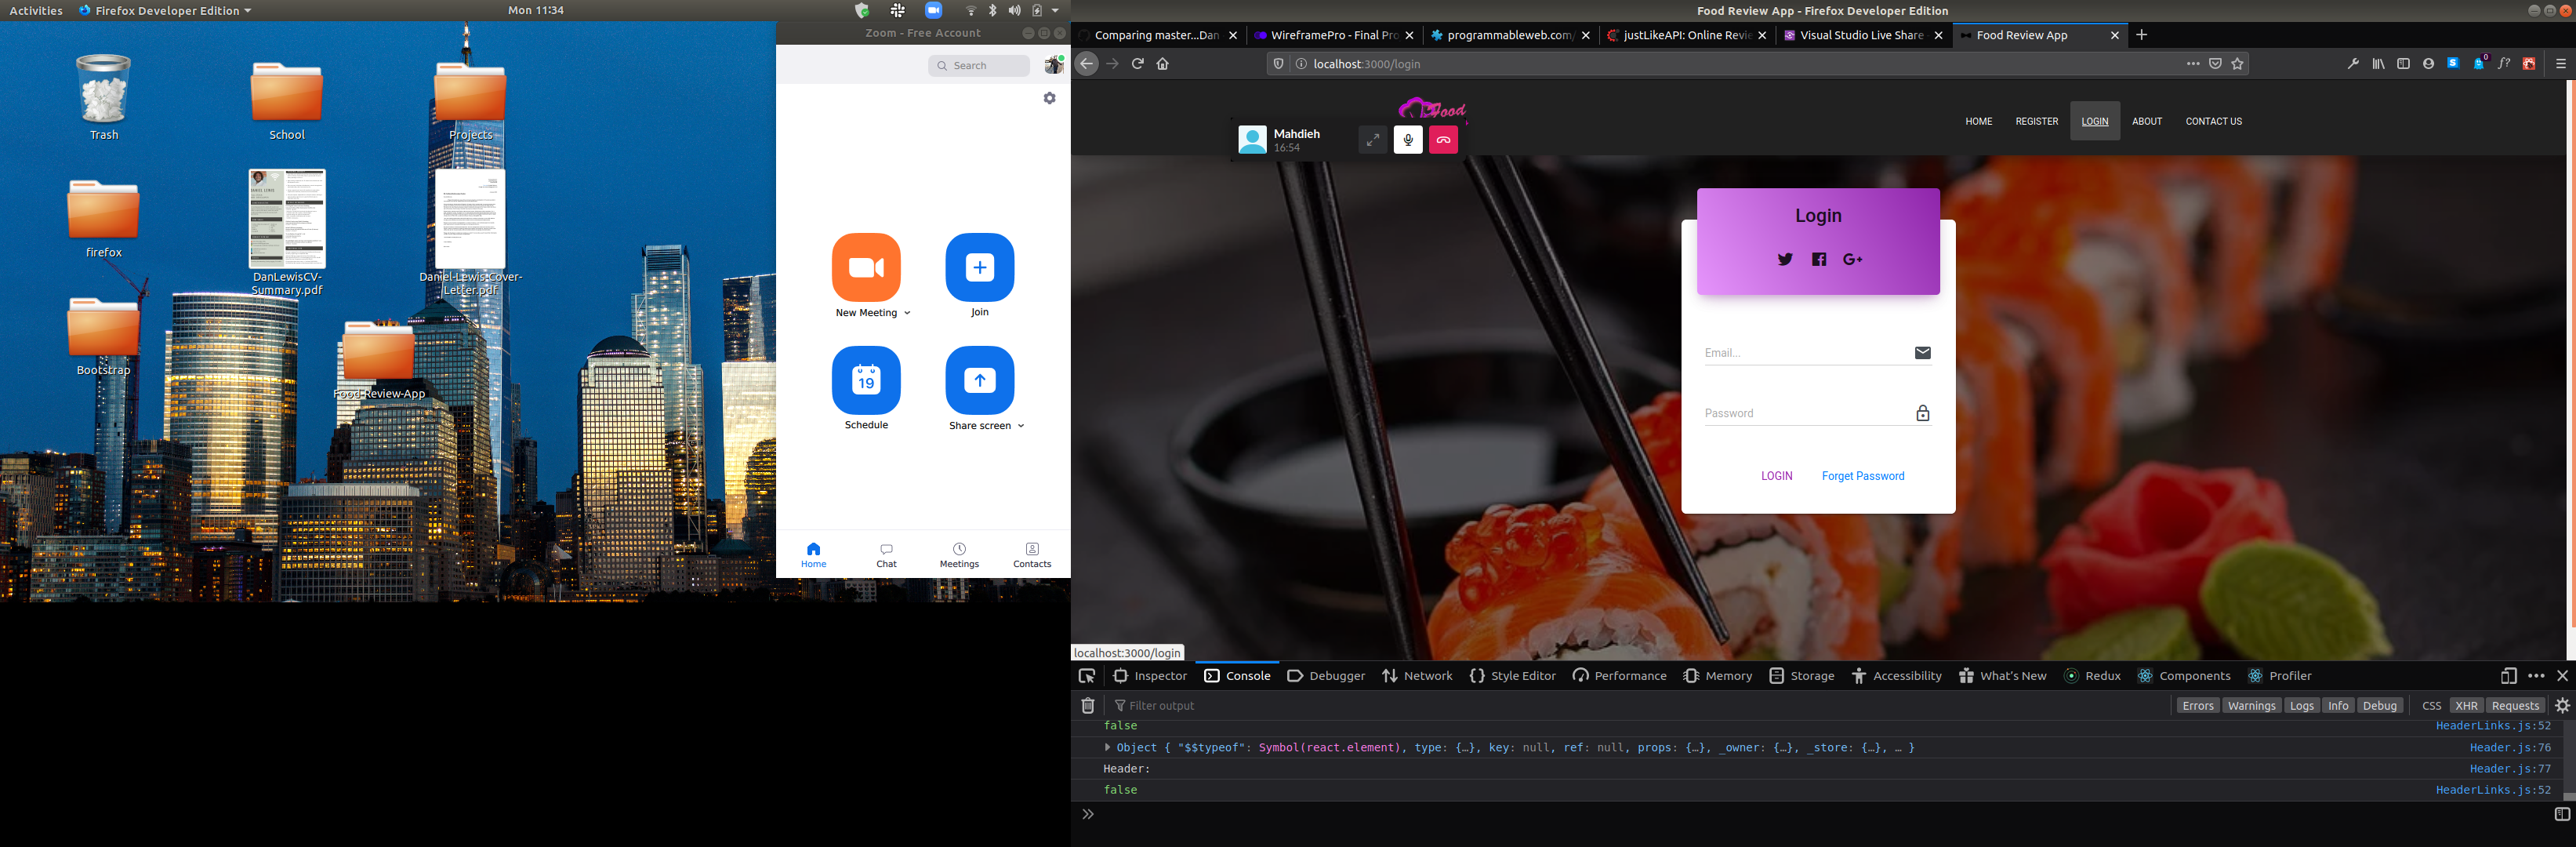 Activities
Firefox Developer Edition
Mon 11:34
Trash
School
Projects
firefox
DanLewisCV-
Summary.pdf
Daniel-Lewis-Cover-
Letter.pdf
Bootstrap
Food-Review-App
Zoom - Free Account
Search
New Meeting
Join
19
Schedule
Share screen
Home
Chat
Meetings
Contacts
Food Review App - Firefox Developer Edition
Comparing master...Dan
WireframePro - Final Pro
programmableweb.com/
justLikeAPI: Online Revie
Visual Studio Live Share -
Food Review App
localhost:3000/login
0
Food
HOME
REGISTER
LOGIN
ABOUT
CONTACT US
Mahdieh
16:54
Login
G+
Email...
Password
LOGIN
Forget Password
localhost:3000/login
Inspector
Console
Debugger
Network
Style Editor
Performance
Memory
Storage
Accessibility
What's New
Redux
Components
Profiler
Filter output
Errors
Warnings
Logs
Info
Debug
CSS
XHR
Requests
false
HeaderLinks.js:52
Object { "$$typeof": Symbol(react.element), type: {…}, key: null, ref: null, props: {…}, _owner: {…}, _store: {…}, … }
Header.js:76
Header:
Header.js:77
false
HeaderLinks.js:52